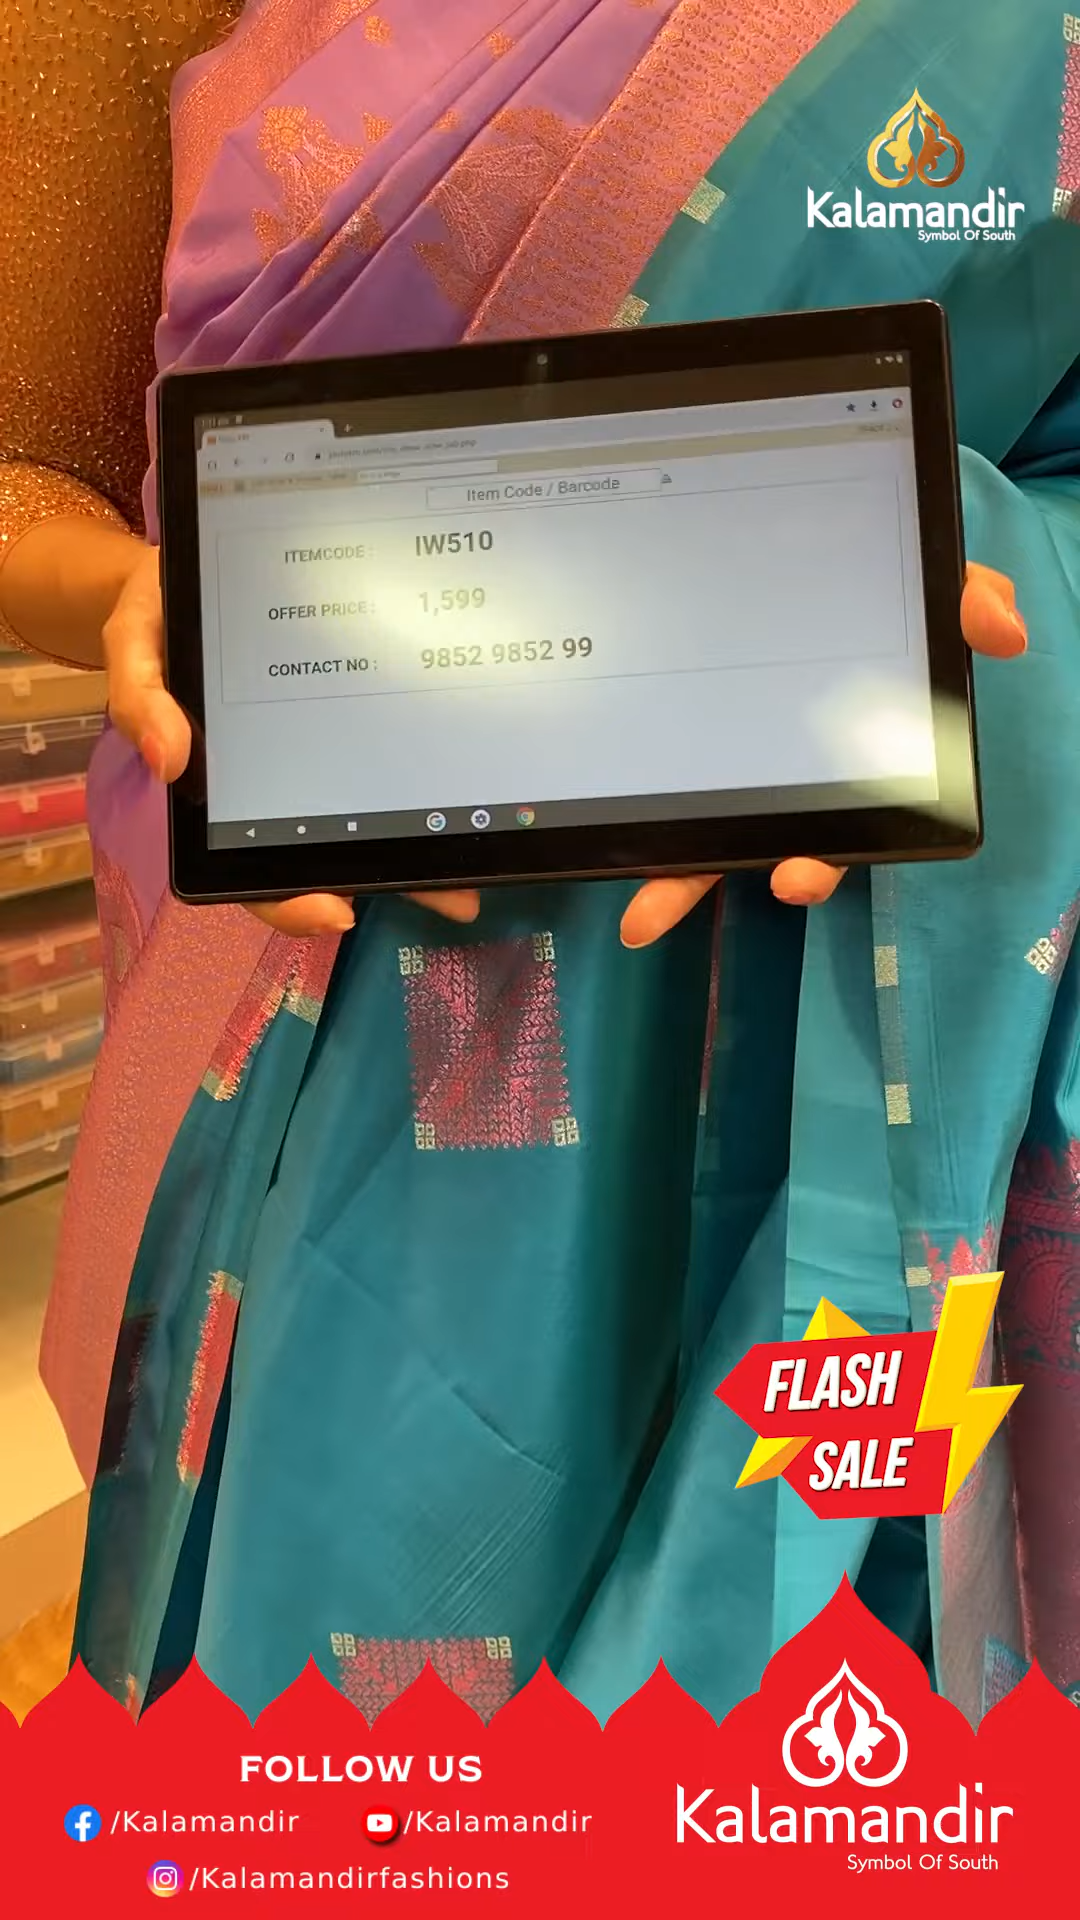 Kalamandir
Symbol Of South
Item Code / Barcode
ITEMCODE : IW510
OFFER PRICE : 1,599
CONTACT NO : 9852 9852 99
FLASH
SALE
FOLLOW US
/Kalamandir /Kalamandir
/Kalamandirfashions
Kalamandir
Symbol Of South